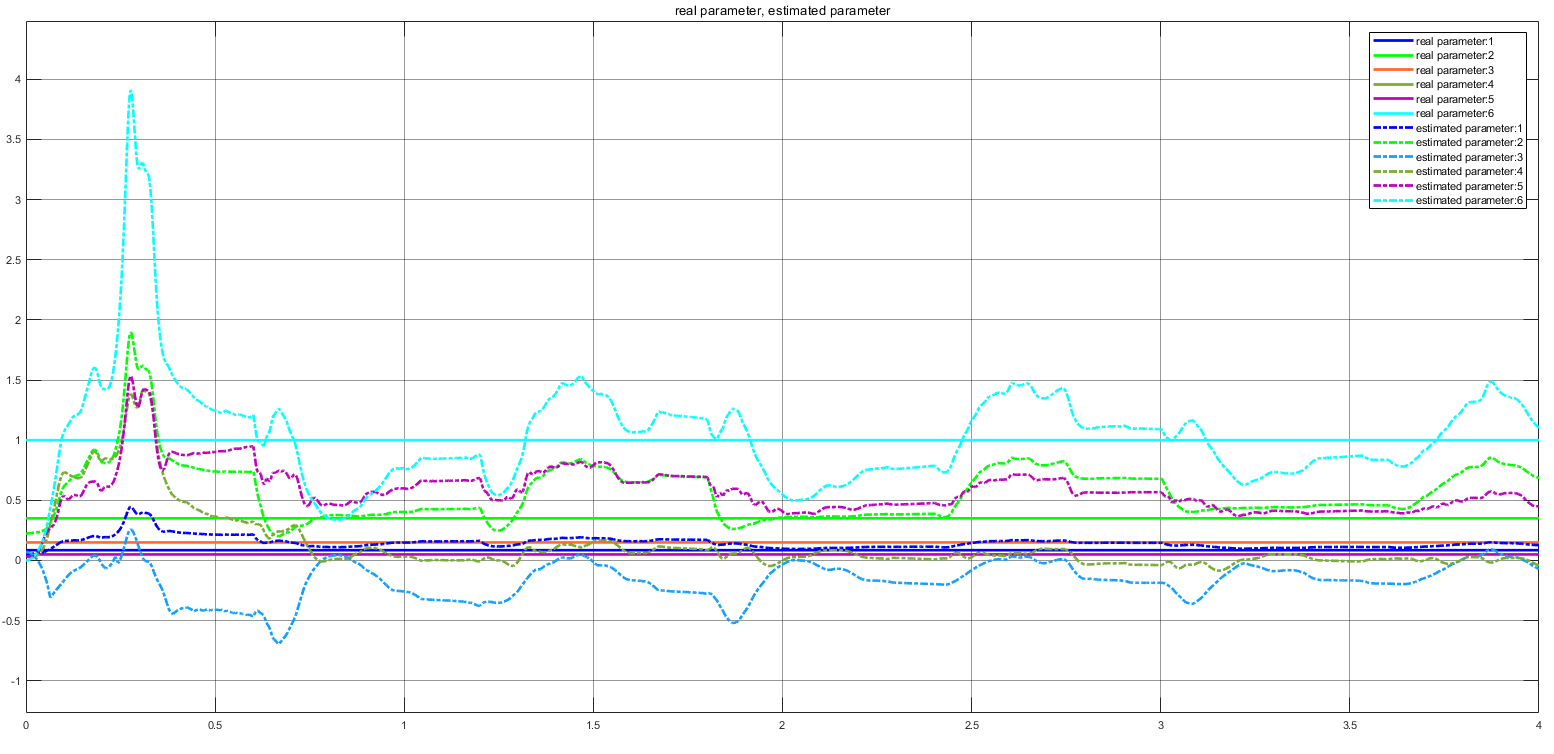 real parameter, estimated parameter
real parameter:1
real parameter:2
real parameter:3
real parameter:4
real parameter:5
real parameter:6
estimated parameter:1
estimated parameter:2
estimated parameter:3
estimated parameter:4
estimated parameter:5
estimated parameter:6
4
3.5
3
2.5
2
1.5
1
0.5
0
-0.5
-1
0 0.5 1 1.5 2 2.5 3 3.5 4